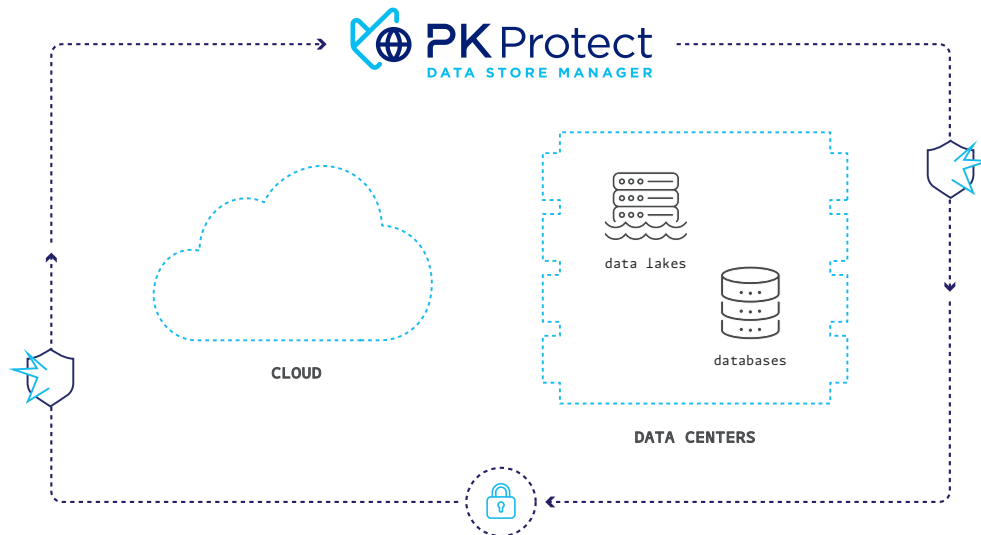 PK Protect
DATA STORE MANAGER
data lakes
databases
CLOUD
DATA CENTERS